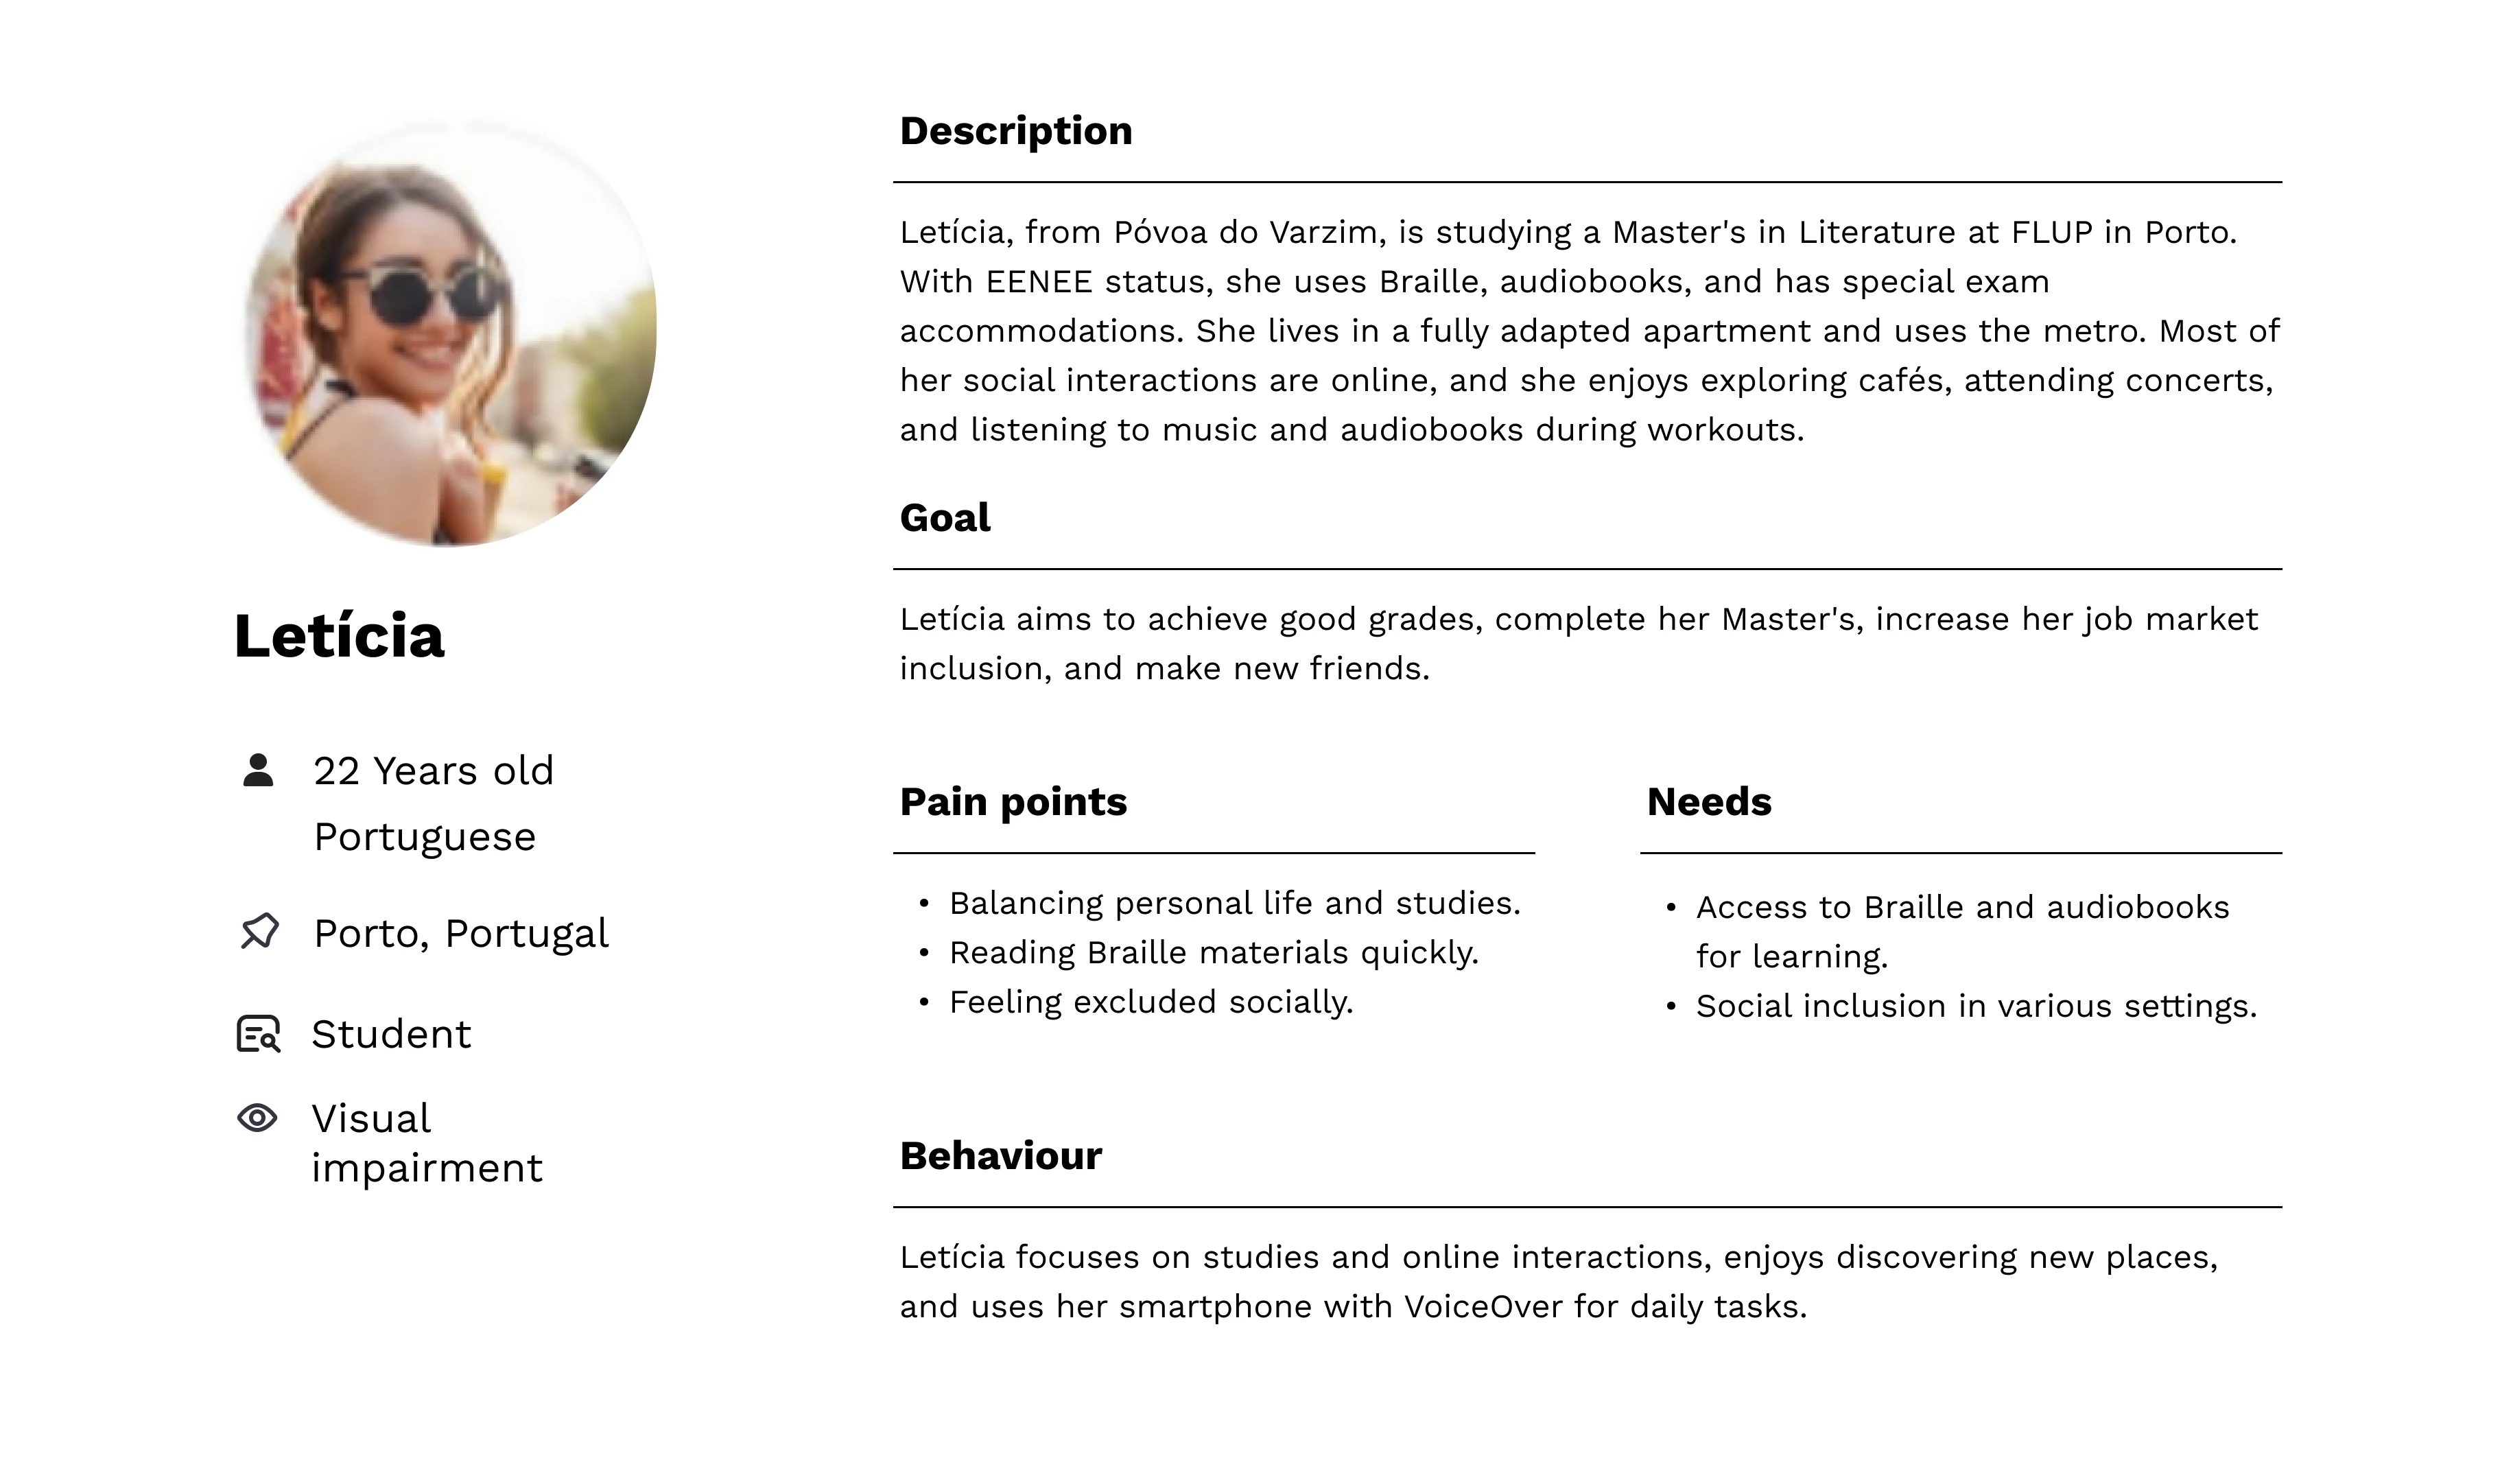 Letícia
22 Years old
Portuguese
Porto, Portugal
Student
Visual
impairment
Description
Letícia, from Póvoa do Varzim, is studying a Master's in Literature at FLUP in Porto.
With EENEE status, she uses Braille, audiobooks, and has special exam
accommodations. She lives in a fully adapted apartment and uses the metro. Most of
her social interactions are online, and she enjoys exploring cafés, attending concerts,
and listening to music and audiobooks during workouts.
Goal
Letícia aims to achieve good grades, complete her Master's, increase her job market
inclusion, and make new friends.
Pain points
• Balancing personal life and studies.
• Reading Braille materials quickly.
• Feeling excluded socially.
Needs
• Access to Braille and audiobooks
for learning.
• Social inclusion in various settings.
Behaviour
Letícia focuses on studies and online interactions, enjoys discovering new places,
and uses her smartphone with VoiceOver for daily tasks.